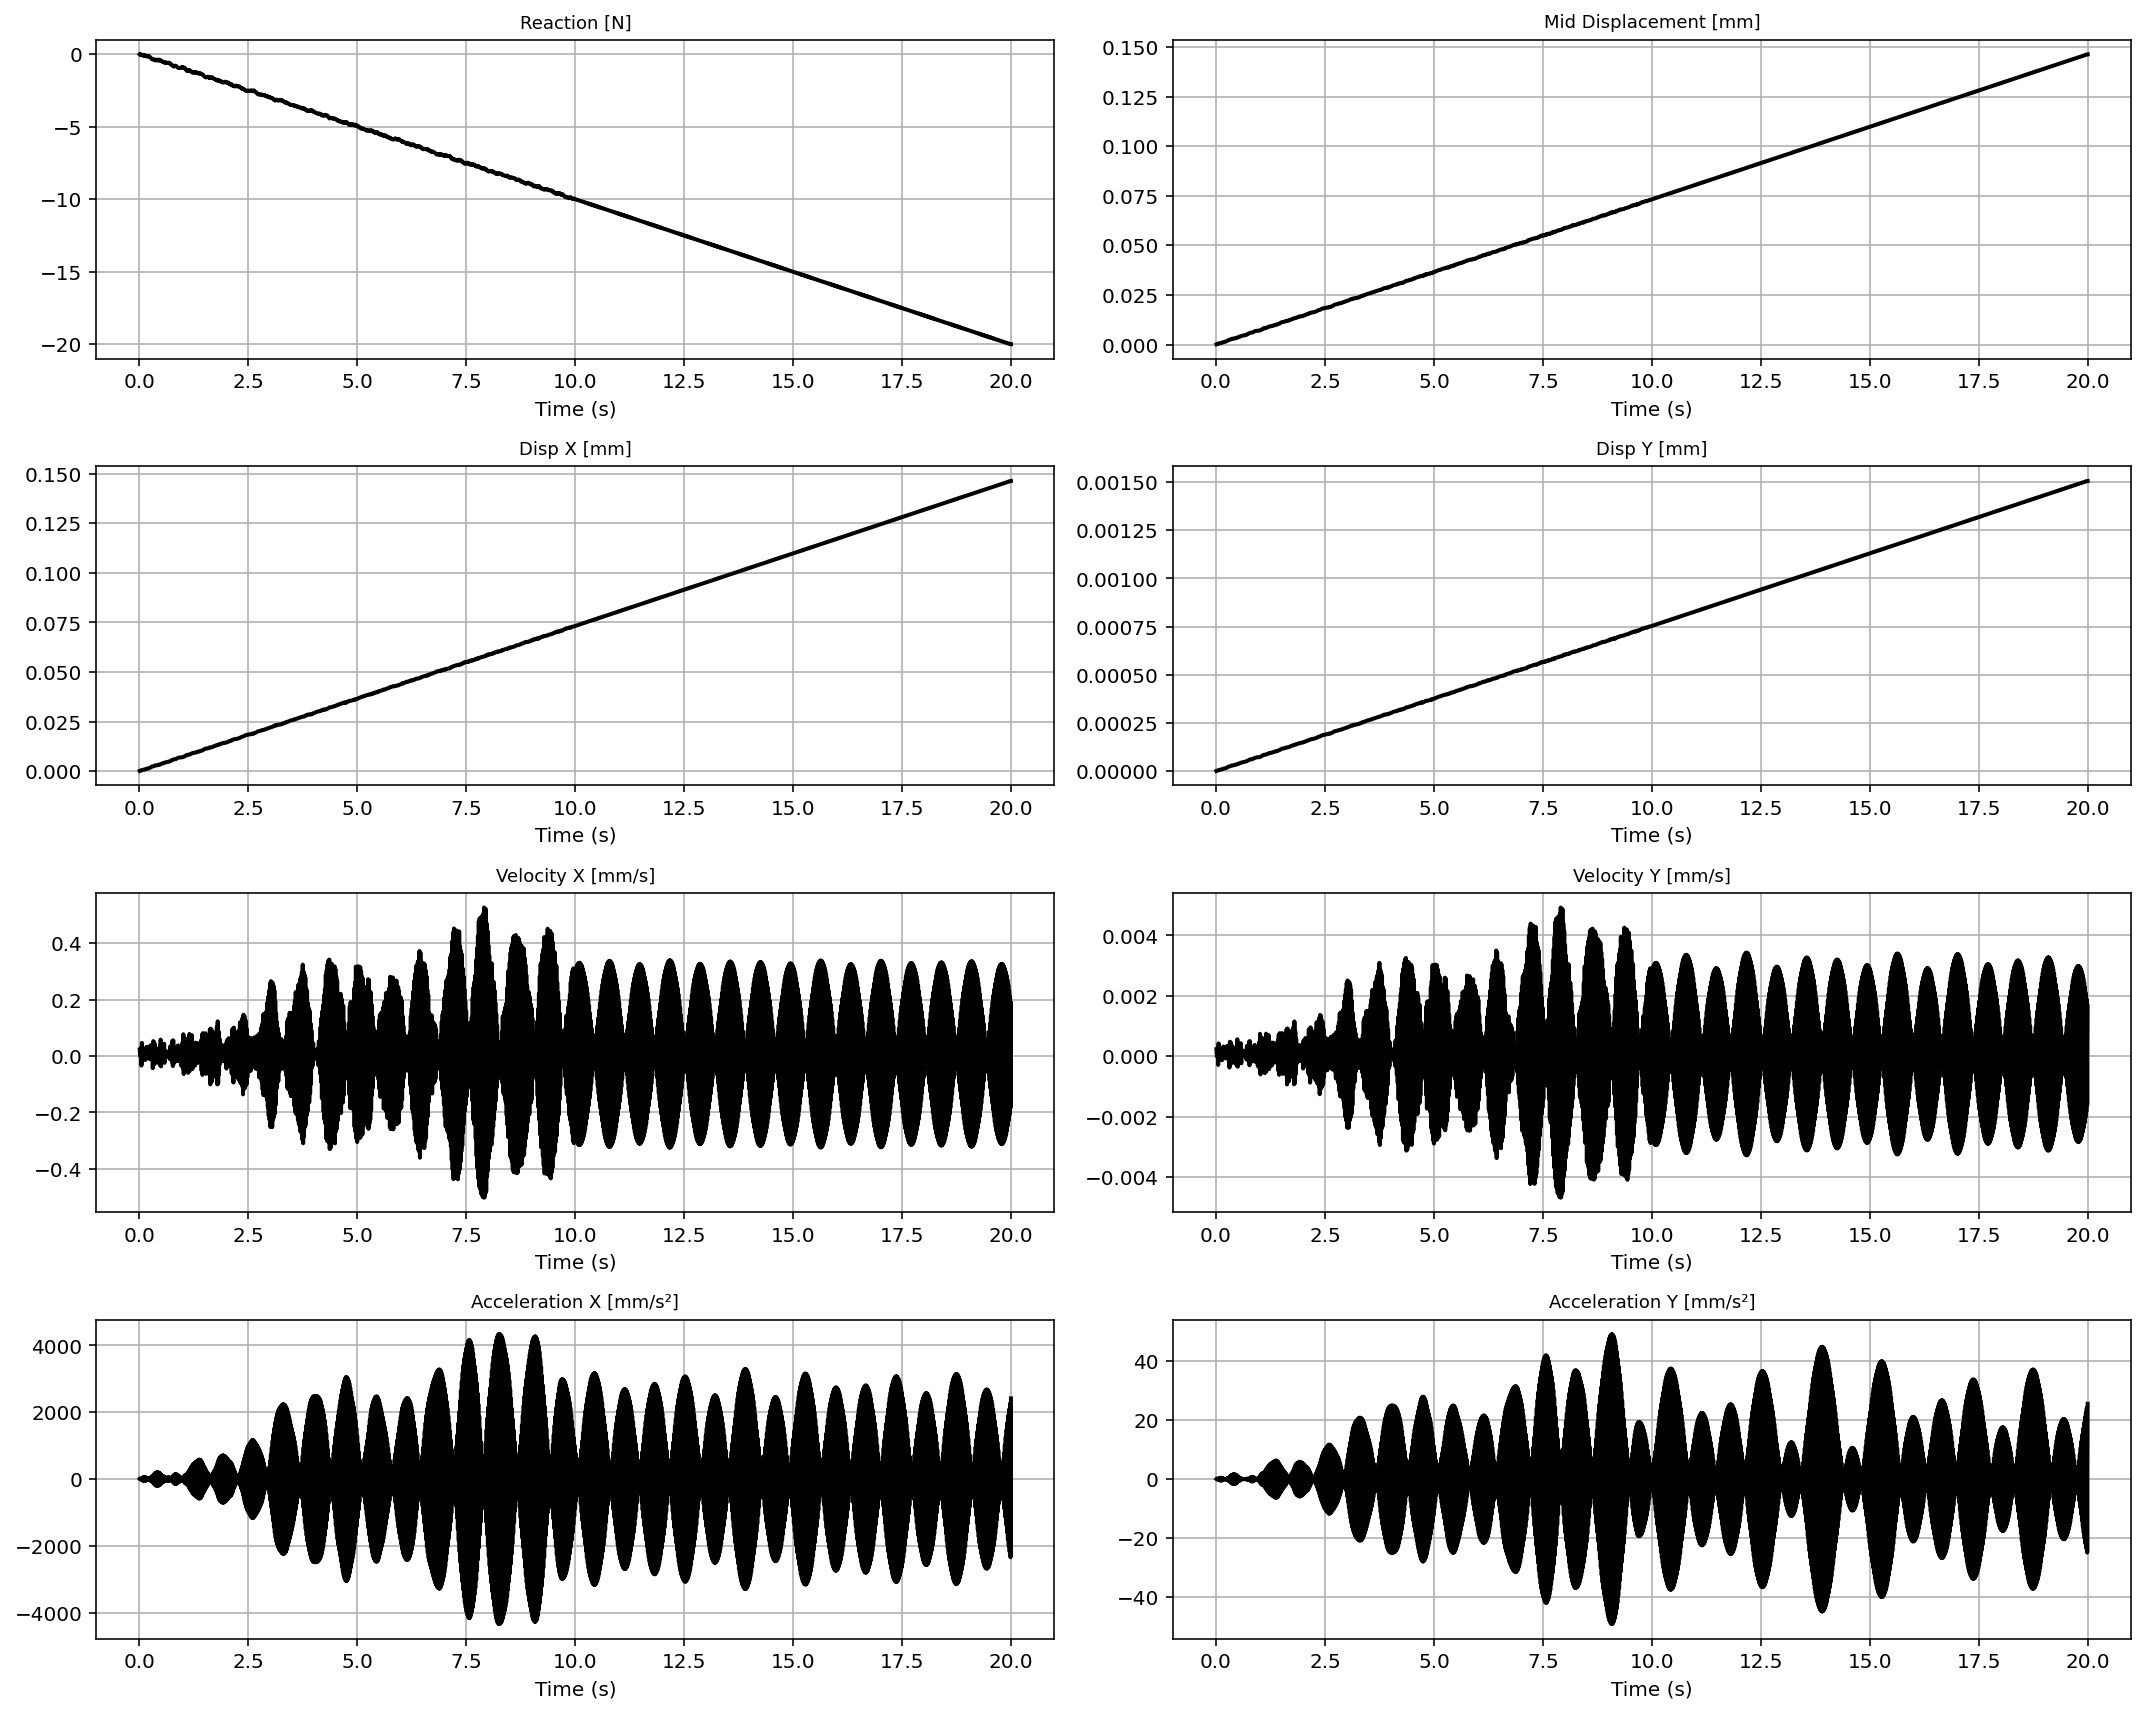 Reaction [N]
0
−5
−10
−15
−20
0.0 2.5 5.0 7.5 10.0 12.5 15.0 17.5 20.0
Time (s)
Mid Displacement [mm]
0.150
0.125
0.100
0.075
0.050
0.025
0.000
0.0 2.5 5.0 7.5 10.0 12.5 15.0 17.5 20.0
Time (s)
Disp X [mm]
0.150
0.125
0.100
0.075
0.050
0.025
0.000
0.0 2.5 5.0 7.5 10.0 12.5 15.0 17.5 20.0
Time (s)
Disp Y [mm]
0.00150
0.00125
0.00100
0.00075
0.00050
0.00025
0.00000
0.0 2.5 5.0 7.5 10.0 12.5 15.0 17.5 20.0
Time (s)
Velocity X [mm/s]
0.4
0.2
0.0
−0.2
−0.4
0.0 2.5 5.0 7.5 10.0 12.5 15.0 17.5 20.0
Time (s)
Velocity Y [mm/s]
0.004
0.002
0.000
−0.002
−0.004
0.0 2.5 5.0 7.5 10.0 12.5 15.0 17.5 20.0
Time (s)
Acceleration X [mm/s²]
4000
2000
0
−2000
−4000
0.0 2.5 5.0 7.5 10.0 12.5 15.0 17.5 20.0
Time (s)
Acceleration Y [mm/s²]
40
20
0
−20
−40
0.0 2.5 5.0 7.5 10.0 12.5 15.0 17.5 20.0
Time (s)